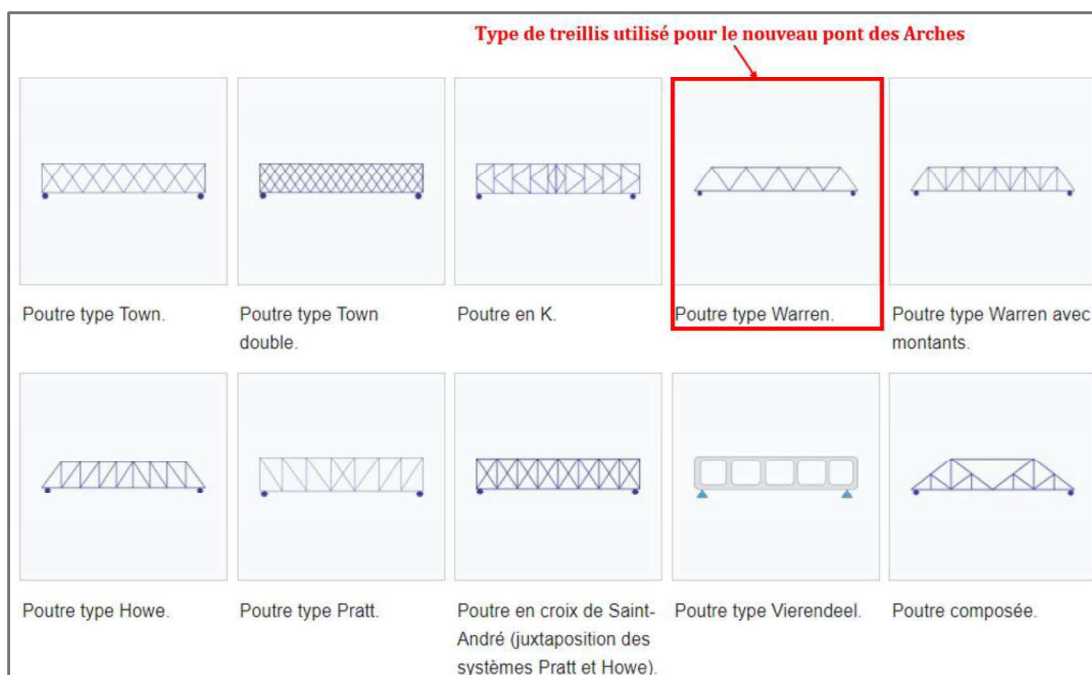 Type de treillis utilisé pour le nouveau pont des Arches
Poutre type Town.
Poutre type Town
double.
Poutre en K.
Poutre type Warren.
Poutre type Warren avec
montants.
Poutre type Howe.
Poutre type Pratt.
Poutre en croix de Saint-
André (juxtaposition des
systèmes Pratt et Howe).
Poutre type Vierendeel.
Poutre composée.